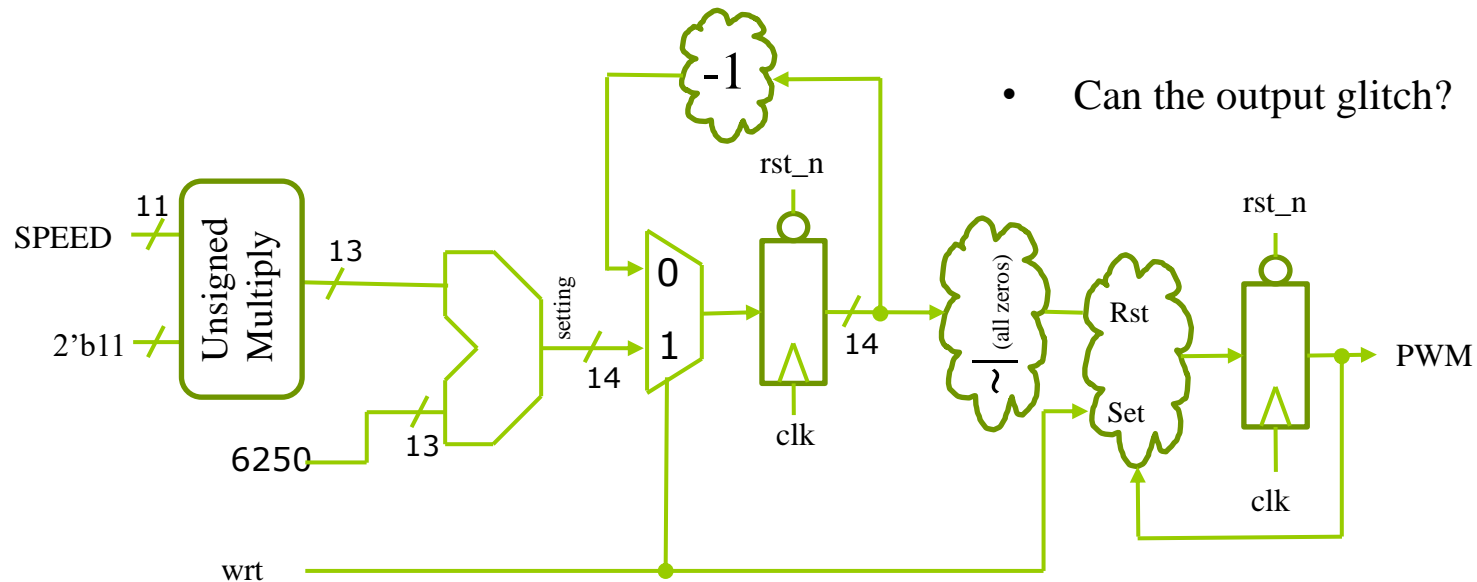 -1
• Can the output glitch?
rst_n
rst_n
11
SPEED
Unsigned
Multiply
13
2'b11
6250
13
setting
14
0
1
14
clk
~| (all zeros)
Rst
Set
clk
PWM
wrt